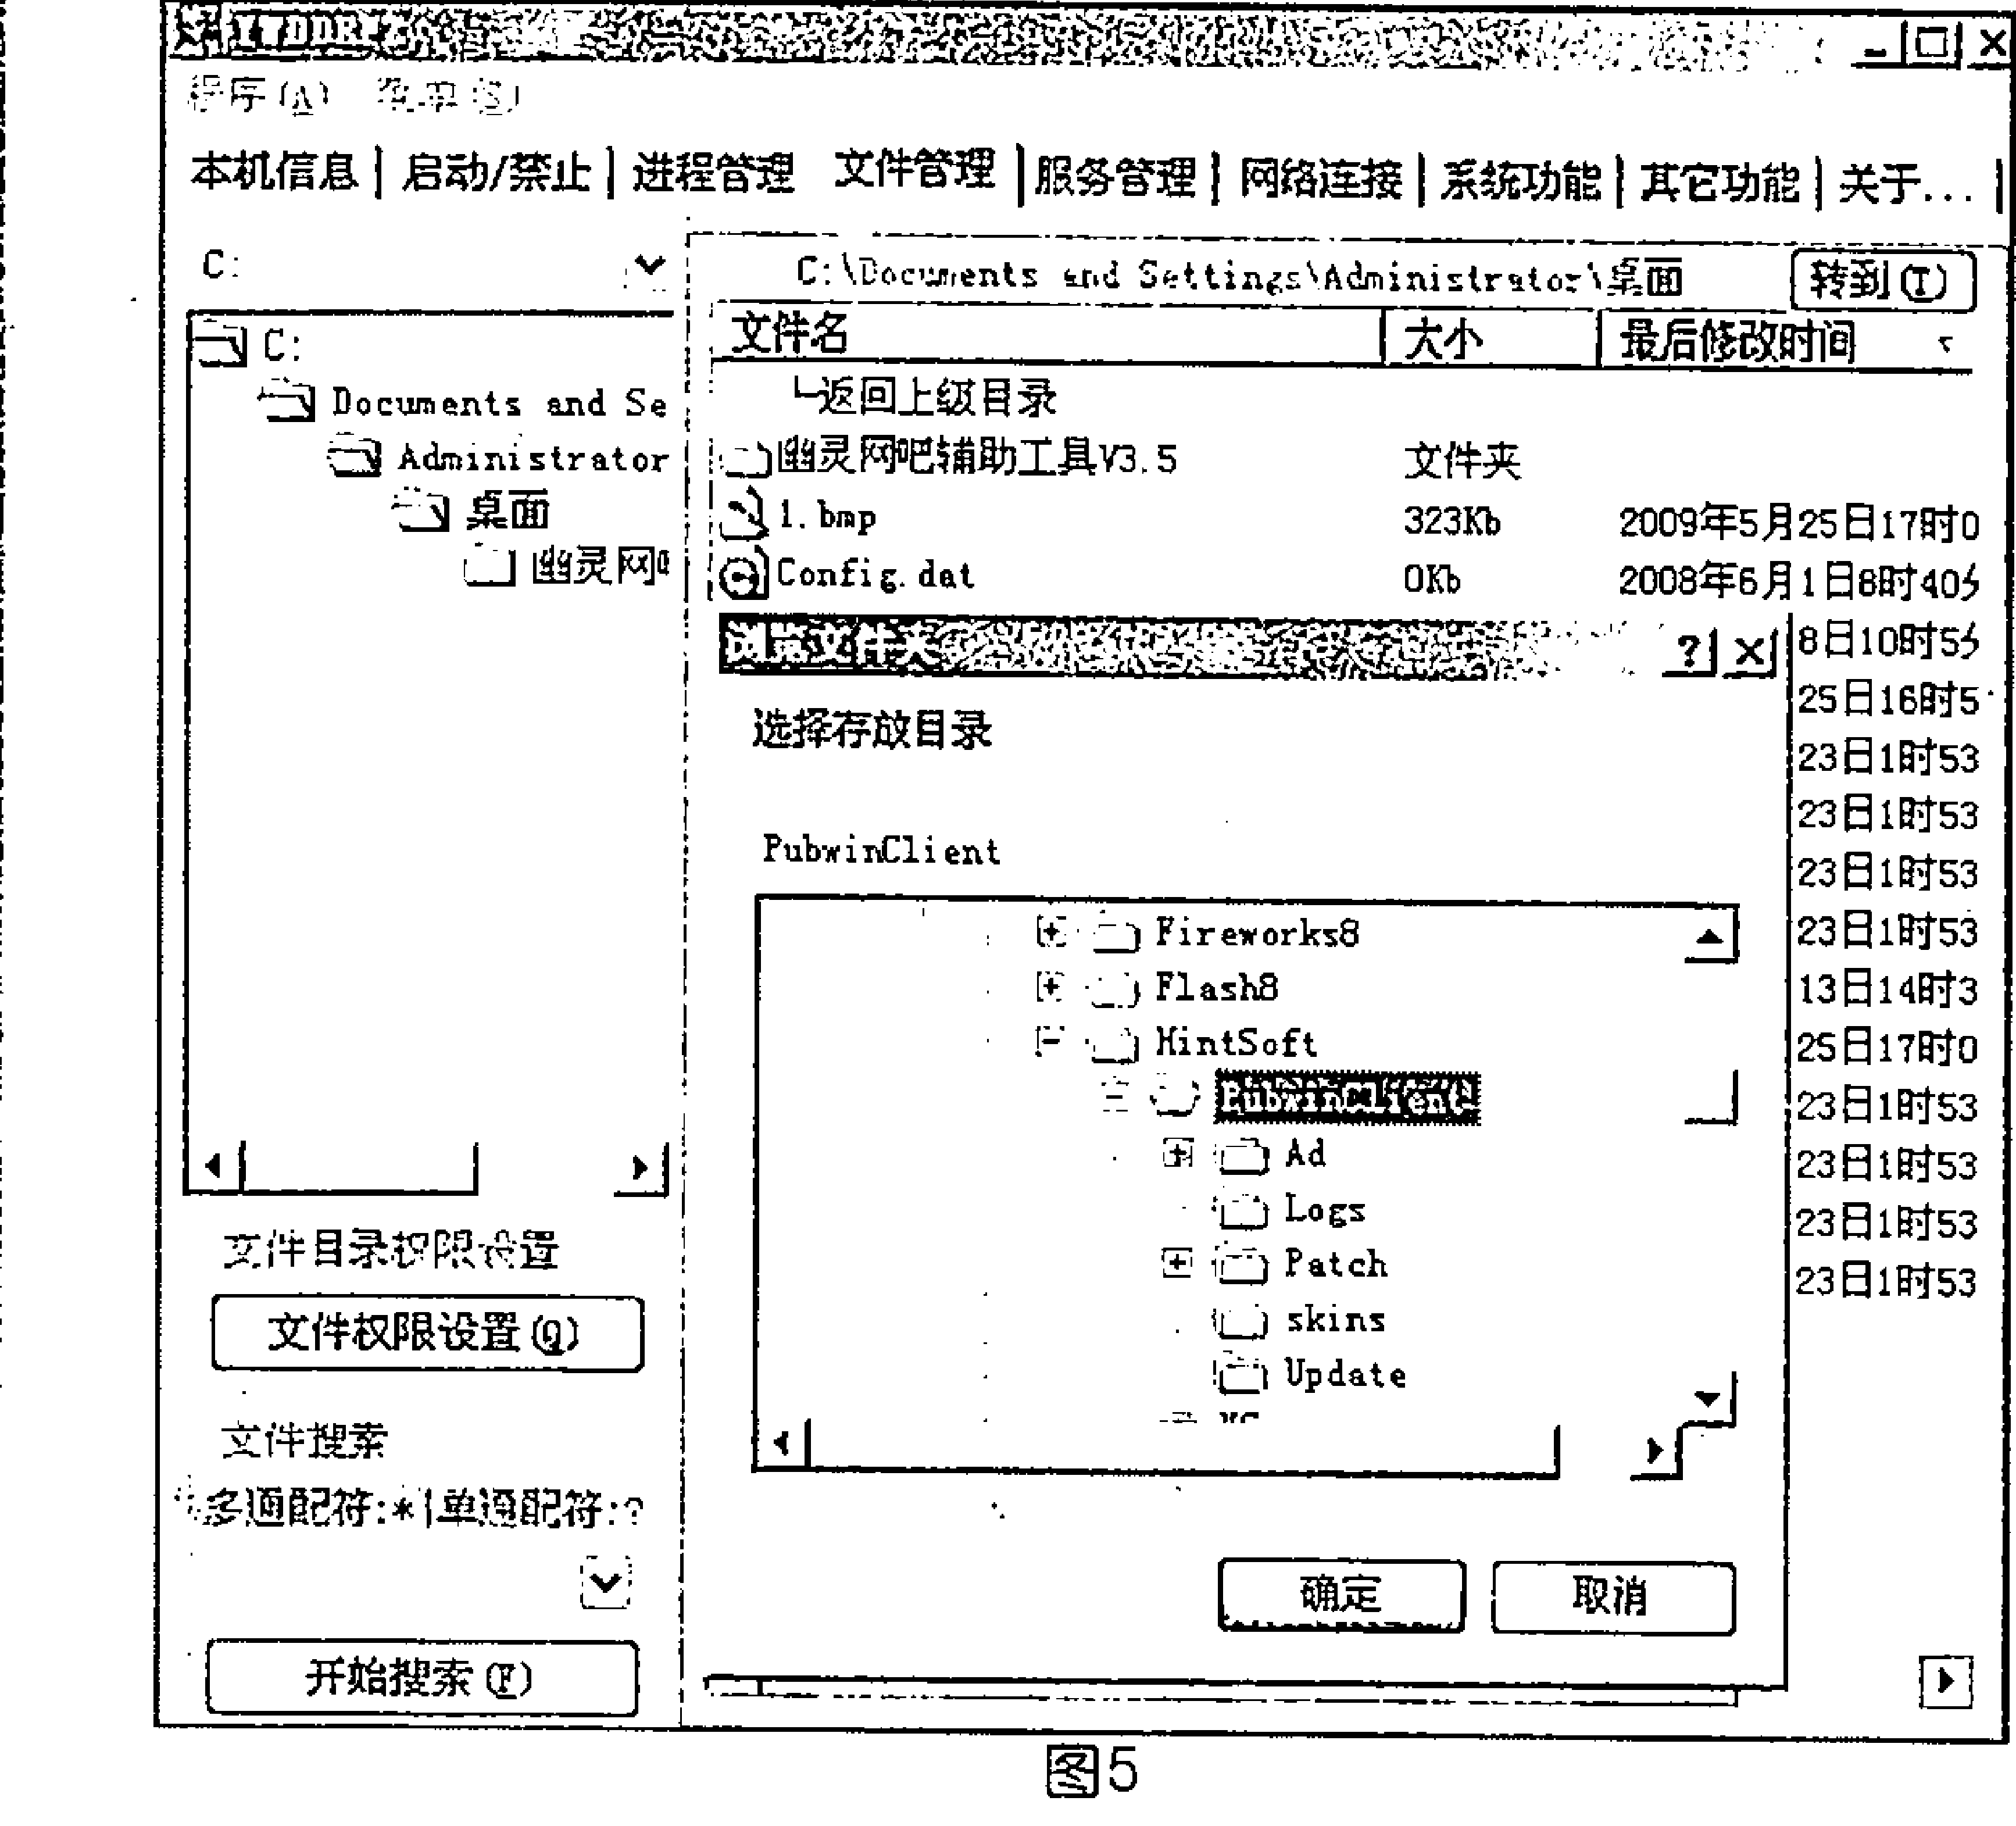 程序(A) 菜单(S)
本机信息 启动/禁止 进程管理 文件管理 服务管理 网络连接 系统功能 其它功能 关于...
C:
C:\Documents and Settings\Administrator\桌面 转到(T)
文件名 大小 最后修改时间
C:
Documents and Se
Administrator
桌面
幽灵网
返回上级目录
幽灵网吧辅助工具V3.5 文件夹
1.bmp 323Kb 2009年5月25日17时0
Config.dat 0Kb 2008年6月1日8时40分
8日10时5分
25日16时5
23日1时53
23日1时53
23日1时53
23日1时53
13日14时3
25日17时0
23日1时53
23日1时53
23日1时53
23日1时53
浏览文件夹
选择存放目录
PubwinClient
Fireworks8
Flash8
HintSoft
PubwinClient
Ad
Logs
Patch
skins
Update
确定 取消
文件目录权限设置
文件权限设置(Q)
文件搜索
多通配符:*|单通配符:?
开始搜索(F)
图5